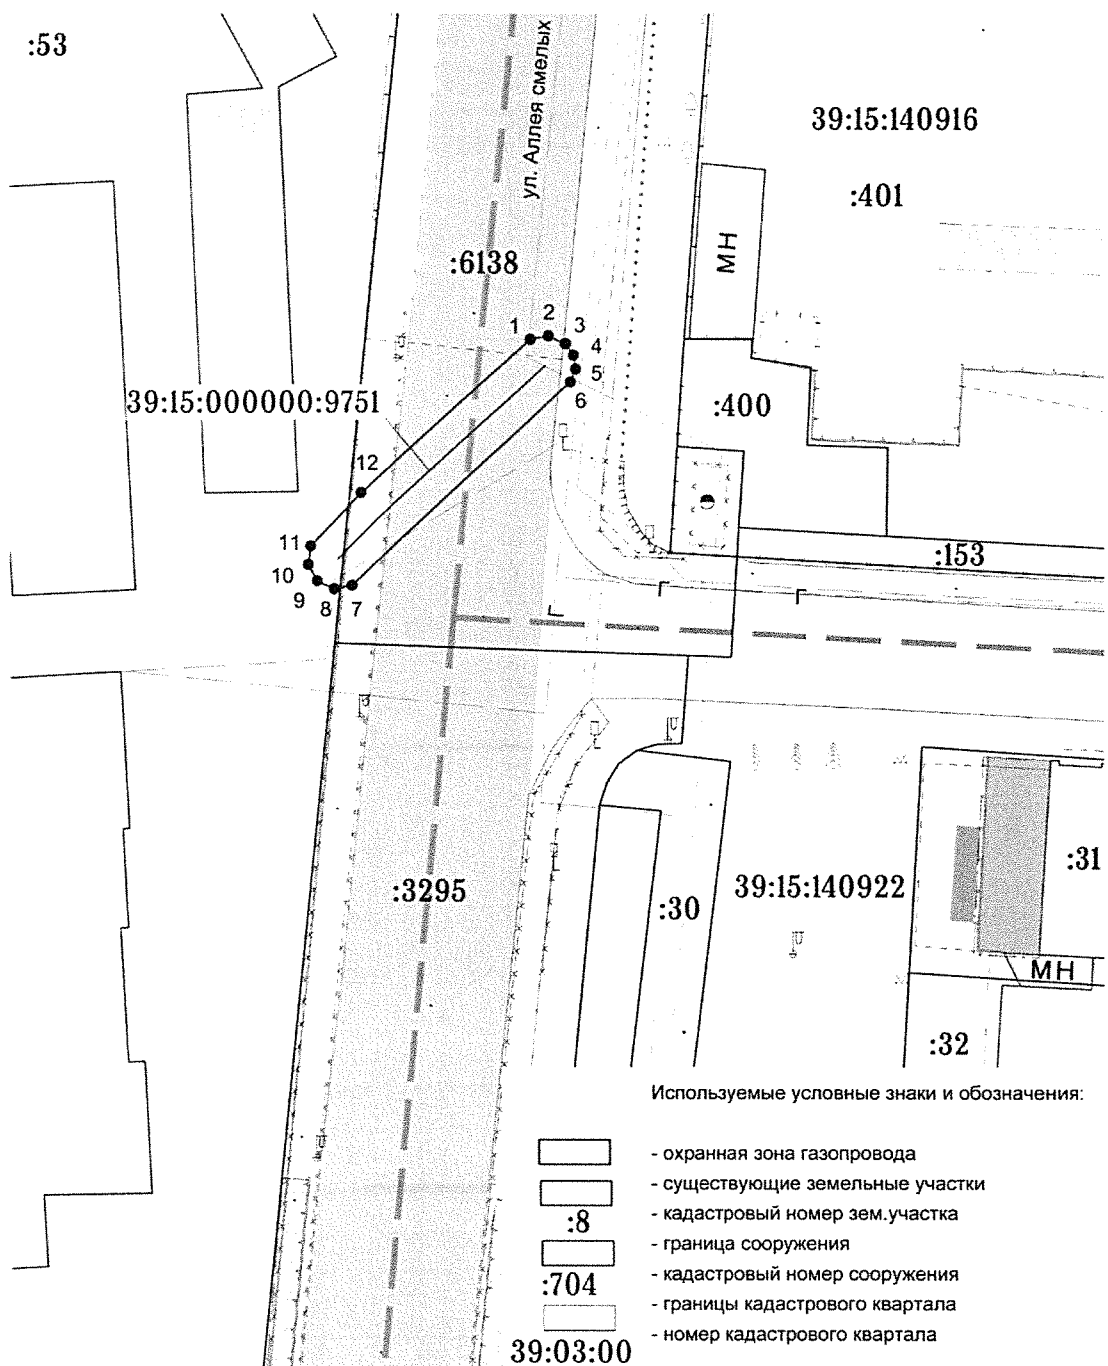 :53
ул. Аллея смелых
39:15:140916
:401
МН
:6138
1
2
3
4
5
6
39:15:000000:9751
:400
12
11
10
9
8
7
:153
:3295
39:15:140922
:30
:31
МН
:32
Используемые условные знаки и обозначения:
- охранная зона газопровода
- существующие земельные участки
:8 - кадастровый номер зем.участка
- граница сооружения
:704 - кадастровый номер сооружения
- границы кадастрового квартала
39:03:00 - номер кадастрового квартала